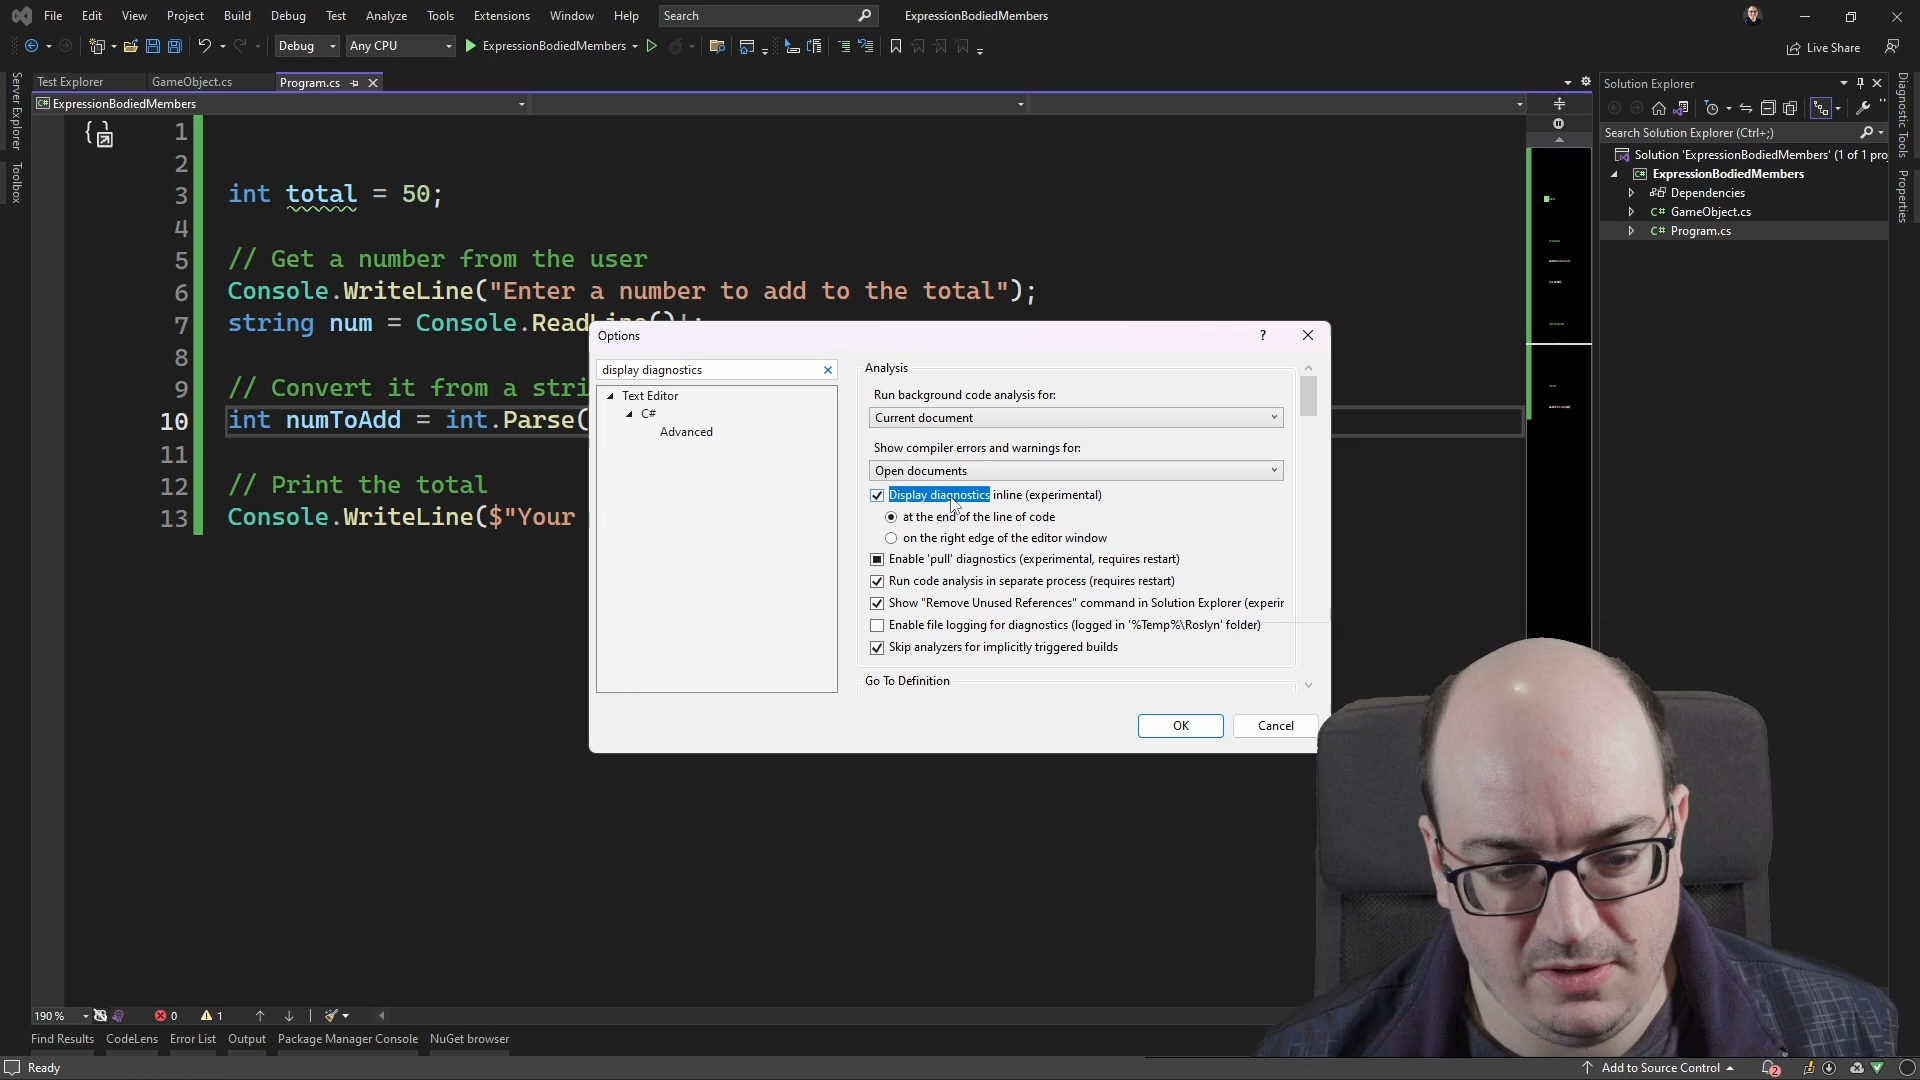 File Edit View Project Build Debug Test Analyze Tools Extensions Window Help Search ExpressionBodiedMembers
Debug Any CPU ExpressionBodiedMembers Live Share
Test Explorer GameObject.cs Program.cs
ExpressionBodiedMembers
Server Explorer
Toolbox
1
2
3 int total = 50;
4
5 // Get a number from the user
6 Console.WriteLine("Enter a number to add to the total");
7 string num = Console.ReadLine()!;
8
9 // Convert it from a stri
10 int numToAdd = int.Parse(
11
12 // Print the total
13 Console.WriteLine($"Your
Options ?
display diagnostics
Text Editor
C#
Advanced
Analysis
Run background code analysis for:
Current document
Show compiler errors and warnings for:
Open documents
Display diagnostics inline (experimental)
at the end of the line of code
on the right edge of the editor window
Enable 'pull' diagnostics (experimental, requires restart)
Run code analysis in separate process (requires restart)
Show "Remove Unused References" command in Solution Explorer (experir
Enable file logging for diagnostics (logged in '%Temp%\Roslyn' folder)
Skip analyzers for implicitly triggered builds
Go To Definition
OK Cancel
Solution Explorer
Search Solution Explorer (Ctrl+;)
Solution 'ExpressionBodiedMembers' (1 of 1 proj
ExpressionBodiedMembers
Dependencies
C# GameObject.cs
C# Program.cs
Diagnostic Tools
Properties
190 % 0 1
Find Results CodeLens Error List Output Package Manager Console NuGet browser
Ready Add to Source Control 2